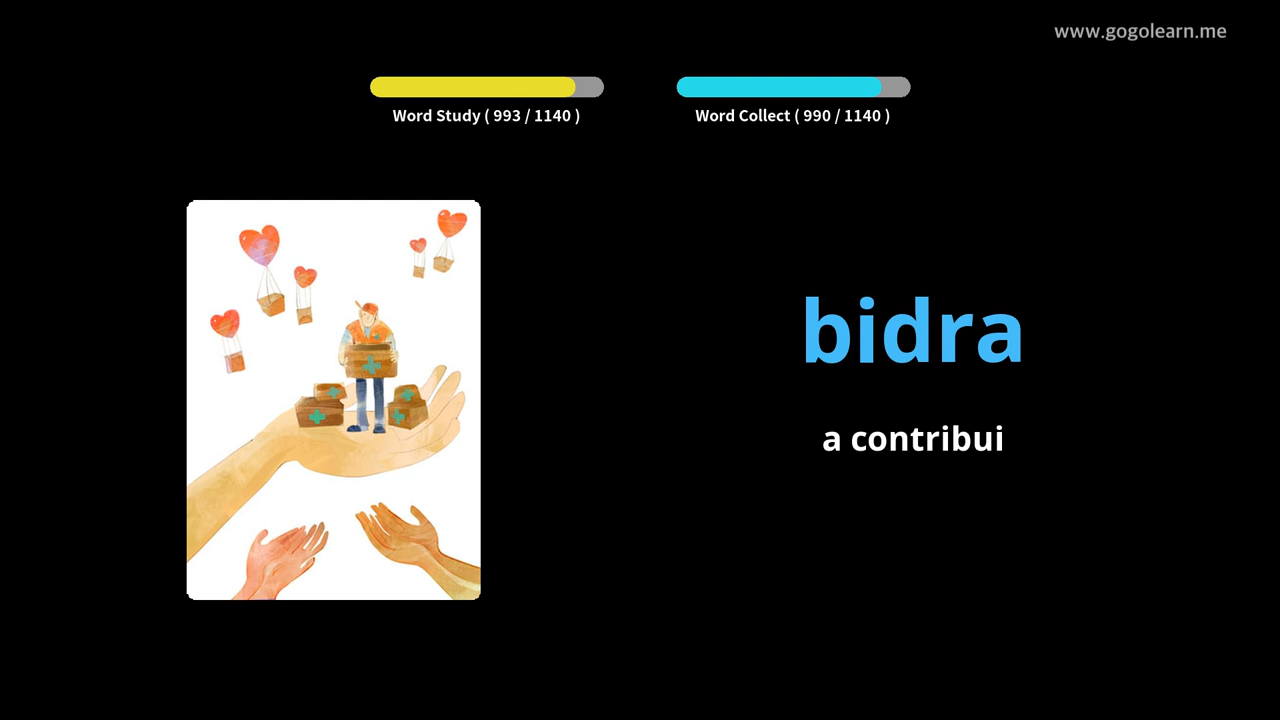 www.gogolearn.me
Word Study ( 993 / 1140 )
Word Collect ( 990 / 1140 )
bidra
a contribui